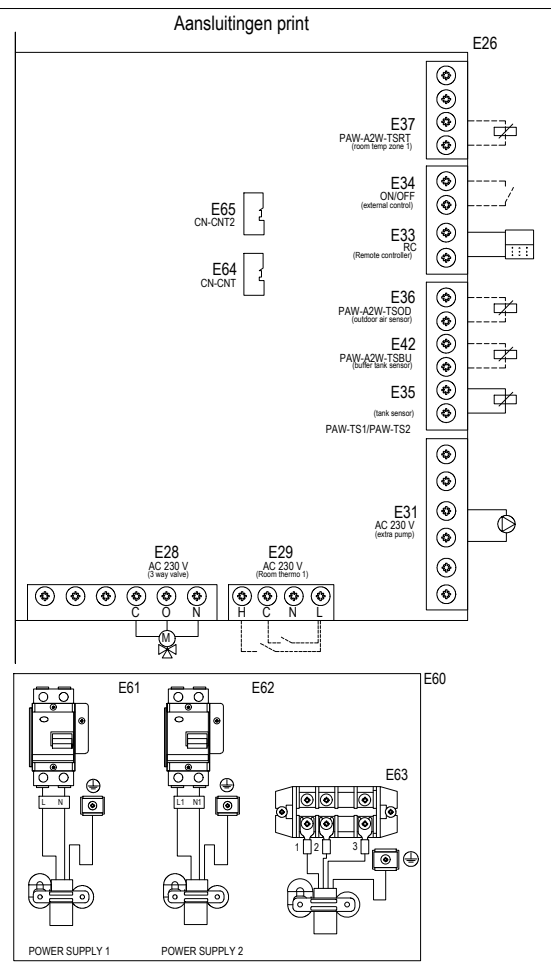 Aansluitingen print
E26
E37
PAW-A2W-TSRT
(room temp zone 1)
E34
ON/OFF
(external control)
E65
CN-CNT2
E33
RC
(Remote controller)
E64
CN-CNT
E36
PAW-A2W-TSOD
(outdoor air sensor)
E42
PAW-A2W-TSBU
(buffer tank sensor)
E35
(tank sensor)
PAW-TS1/PAW-TS2
E31
AC 230 V
(extra pump)
E28
AC 230 V
(3 way valve)
E29
AC 230 V
(Room thermo 1)
C O N
H C N L
M
E60
E61
E62
E63
L N
L1 N1
1 2 3
POWER SUPPLY 1
POWER SUPPLY 2